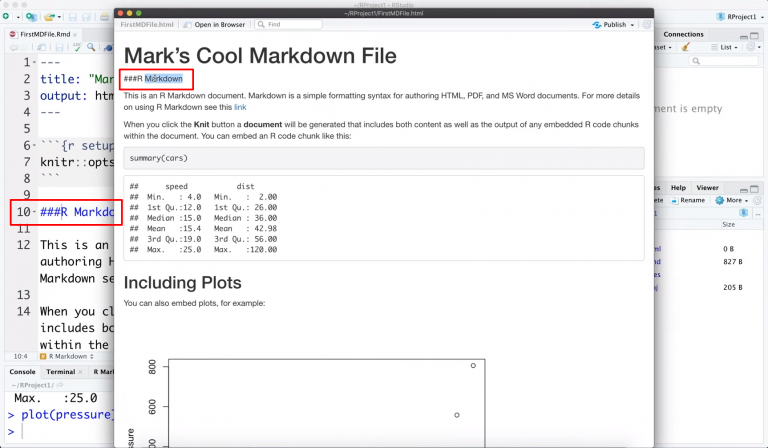 ~/RProject1 - RStudio
~/RProject1/FirstMDFile.html
FirstMDFile.html Open in Browser Find Publish
RProject1
FirstMDFile.Rmd
1 ---
2 title: "Mar
3 output: htm
4 ---
5
6 ```{r setup
7 knitr::opts
8 ```
9
10 ###R Markdo
11
12 This is an
authoring H
Markdown se
13
14 When you cl
includes bo
within the
10:4 R Markdown
Console Terminal R Mar
~/RProject1/
Max. :25.0
> plot(pressure)
>
Mark's Cool Markdown File
###R Markdown
This is an R Markdown document. Markdown is a simple formatting syntax for authoring HTML, PDF, and MS Word documents. For more details
on using R Markdown see this link
When you click the Knit button a document will be generated that includes both content as well as the output of any embedded R code chunks
within the document. You can embed an R code chunk like this:
summary(cars)
## speed dist
## Min. : 4.0 Min. : 2.00
## 1st Qu.:12.0 1st Qu.: 26.00
## Median :15.0 Median : 36.00
## Mean :15.4 Mean : 42.98
## 3rd Qu.:19.0 3rd Qu.: 56.00
## Max. :25.0 Max. :120.00
Including Plots
You can also embed plots, for example:
800
600
Connections
List
ment is empty
Help Viewer
Rename More
Size
0 B
827 B
205 B